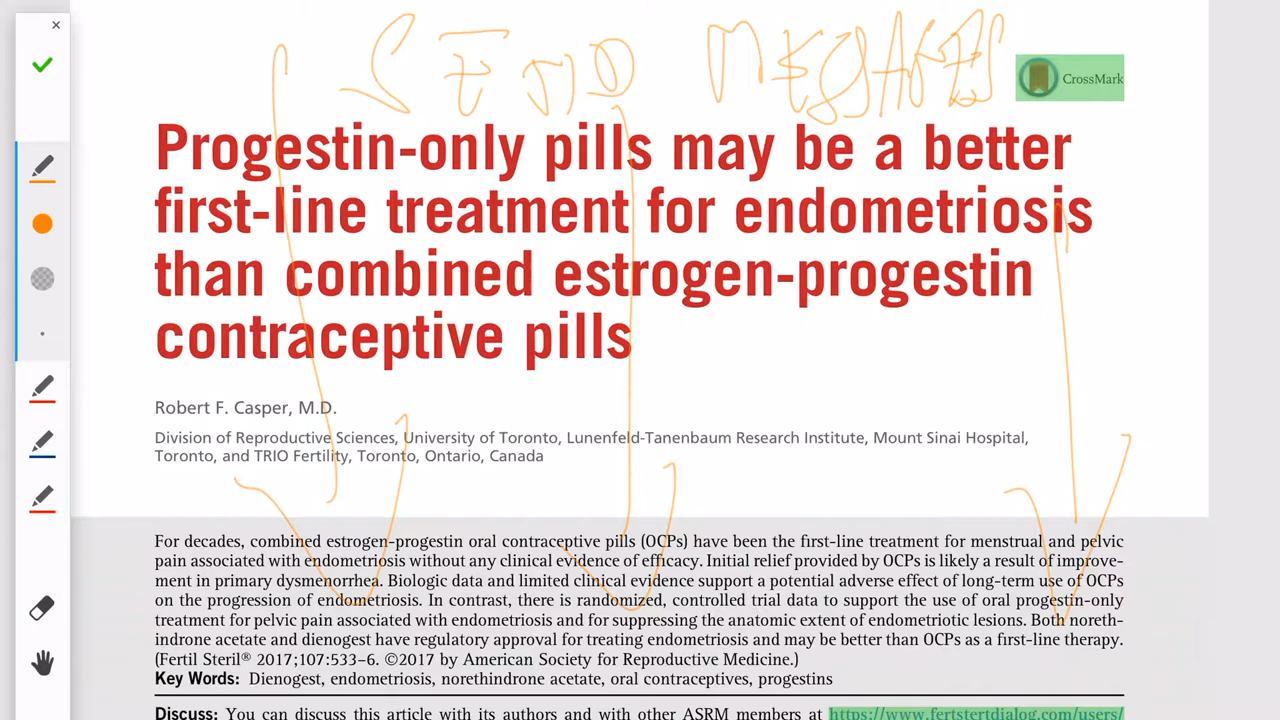 CrossMark
Progestin-only pills may be a better
first-line treatment for endometriosis
than combined estrogen-progestin
contraceptive pills
Robert F. Casper, M.D.
Division of Reproductive Sciences, University of Toronto, Lunenfeld-Tanenbaum Research Institute, Mount Sinai Hospital,
Toronto, and TRIO Fertility, Toronto, Ontario, Canada
For decades, combined estrogen-progestin oral contraceptive pills (OCPs) have been the first-line treatment for menstrual and pelvic
pain associated with endometriosis without any clinical evidence of efficacy. Initial relief provided by OCPs is likely a result of improve-
ment in primary dysmenorrhea. Biologic data and limited clinical evidence support a potential adverse effect of long-term use of OCPs
on the progression of endometriosis. In contrast, there is randomized, controlled trial data to support the use of oral progestin-only
treatment for pelvic pain associated with endometriosis and for suppressing the anatomic extent of endometriotic lesions. Both noreth-
indrone acetate and dienogest have regulatory approval for treating endometriosis and may be better than OCPs as a first-line therapy.
(Fertil Steril® 2017;107:533–6. ©2017 by American Society for Reproductive Medicine.)
Key Words: Dienogest, endometriosis, norethindrone acetate, oral contraceptives, progestins
Discuss: You can discuss this article with its authors and with other ASRM members at https://www.fertstertdialog.com/users/